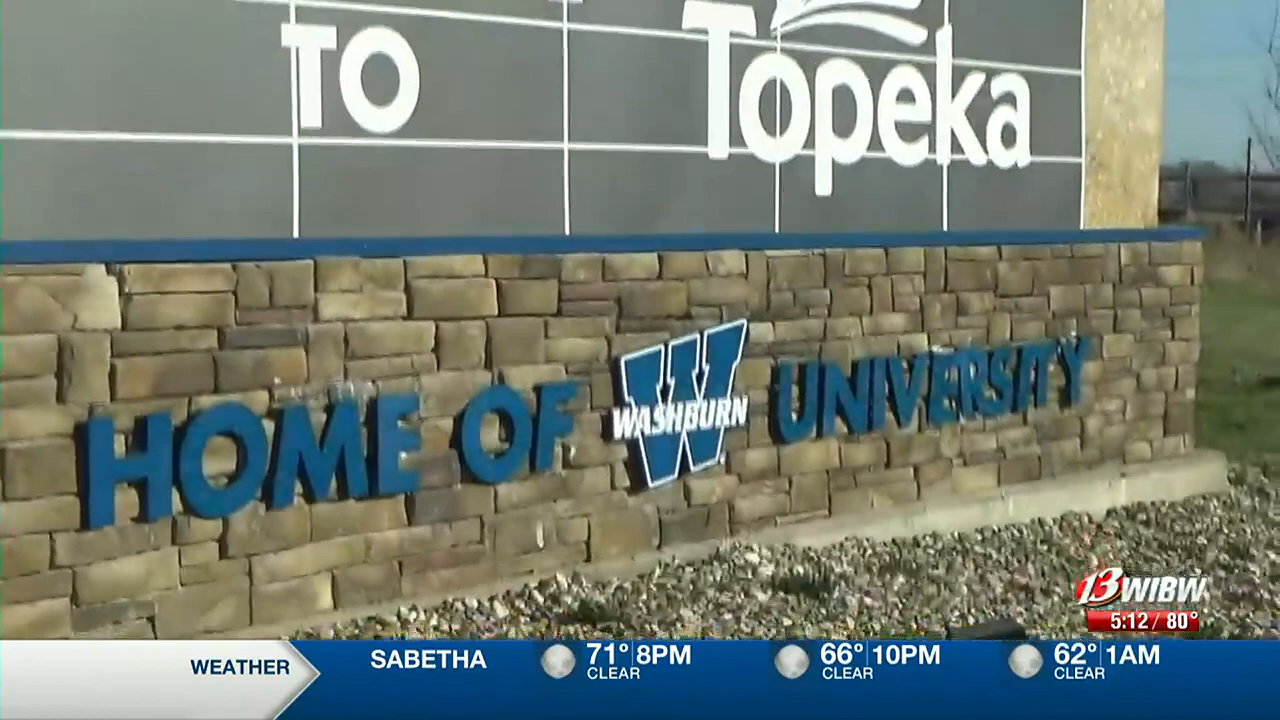 TO
Topeka
HOME OF WASHBURN UNIVERSITY
W
13 WIBW
5:12 / 80°
WEATHER
SABETHA
71° 8PM
CLEAR
66° 10PM
CLEAR
62° 1AM
CLEAR